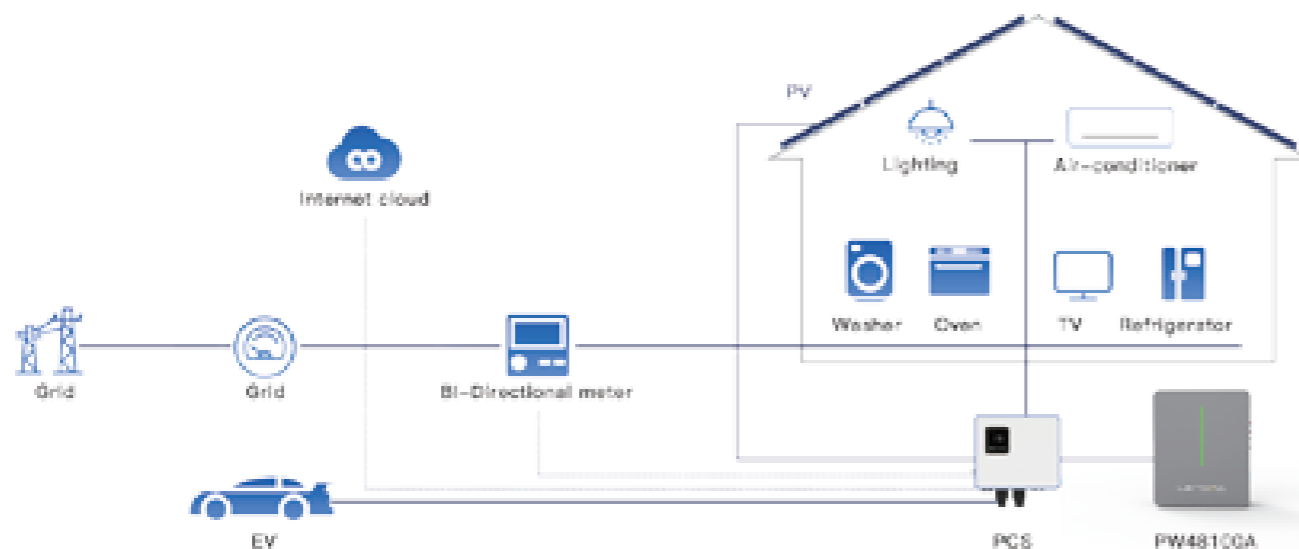 PV
Lighting
Air-conditioner
Internet cloud
Washer
Oven
TV
Refrigerator
Grid
Grid
Bi-Directional meter
EV
PCS
PW48100A